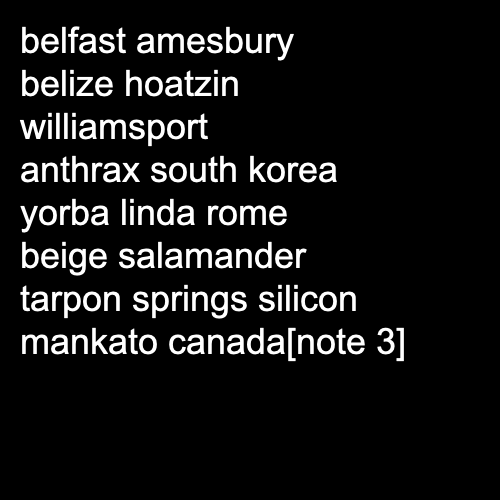 belfast amesbury
belize hoatzin
williamsport
anthrax south korea
yorba linda rome
beige salamander
tarpon springs silicon
mankato canada[note 3]